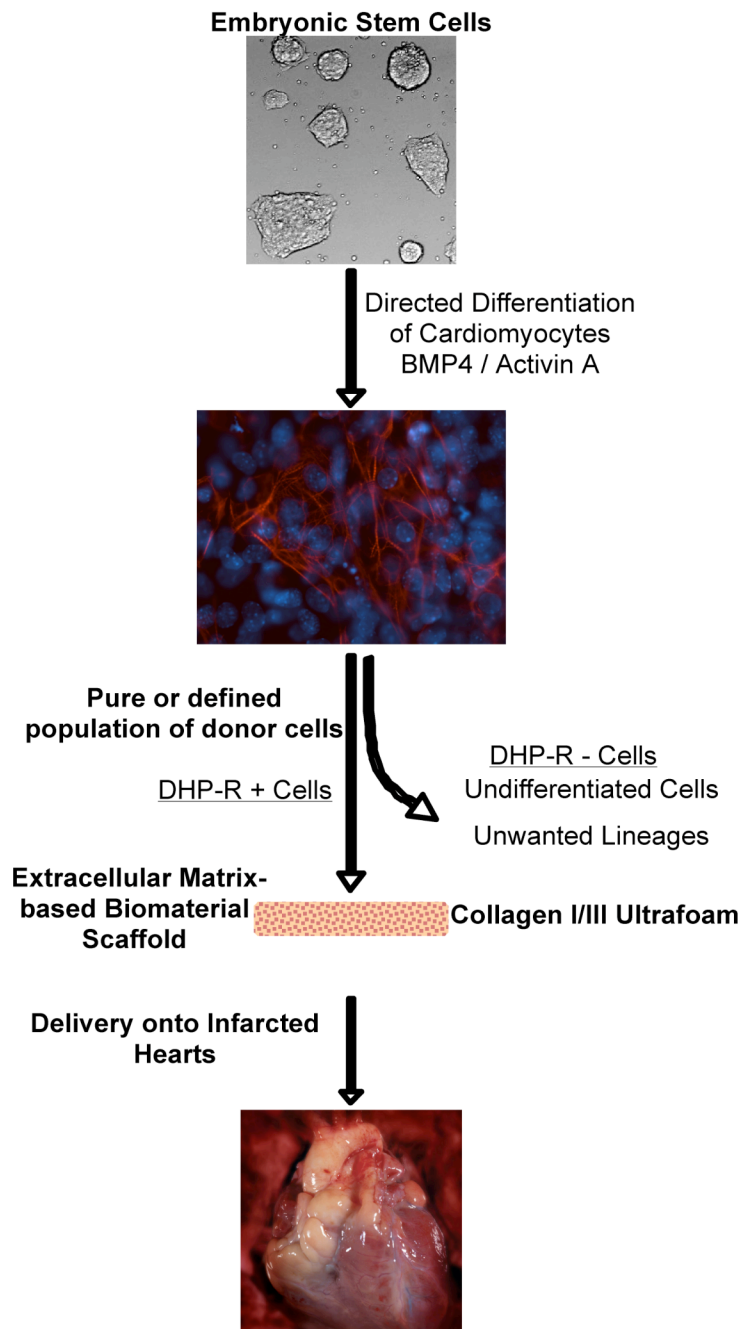 Embryonic Stem Cells
Directed Differentiation
of Cardiomyocytes
BMP4 / Activin A
Pure or defined
population of donor cells
DHP-R + Cells
DHP-R - Cells
Undifferentiated Cells
Unwanted Lineages
Extracellular Matrix-
based Biomaterial
Scaffold
Collagen I/III Ultrafoam
Delivery onto Infarcted
Hearts